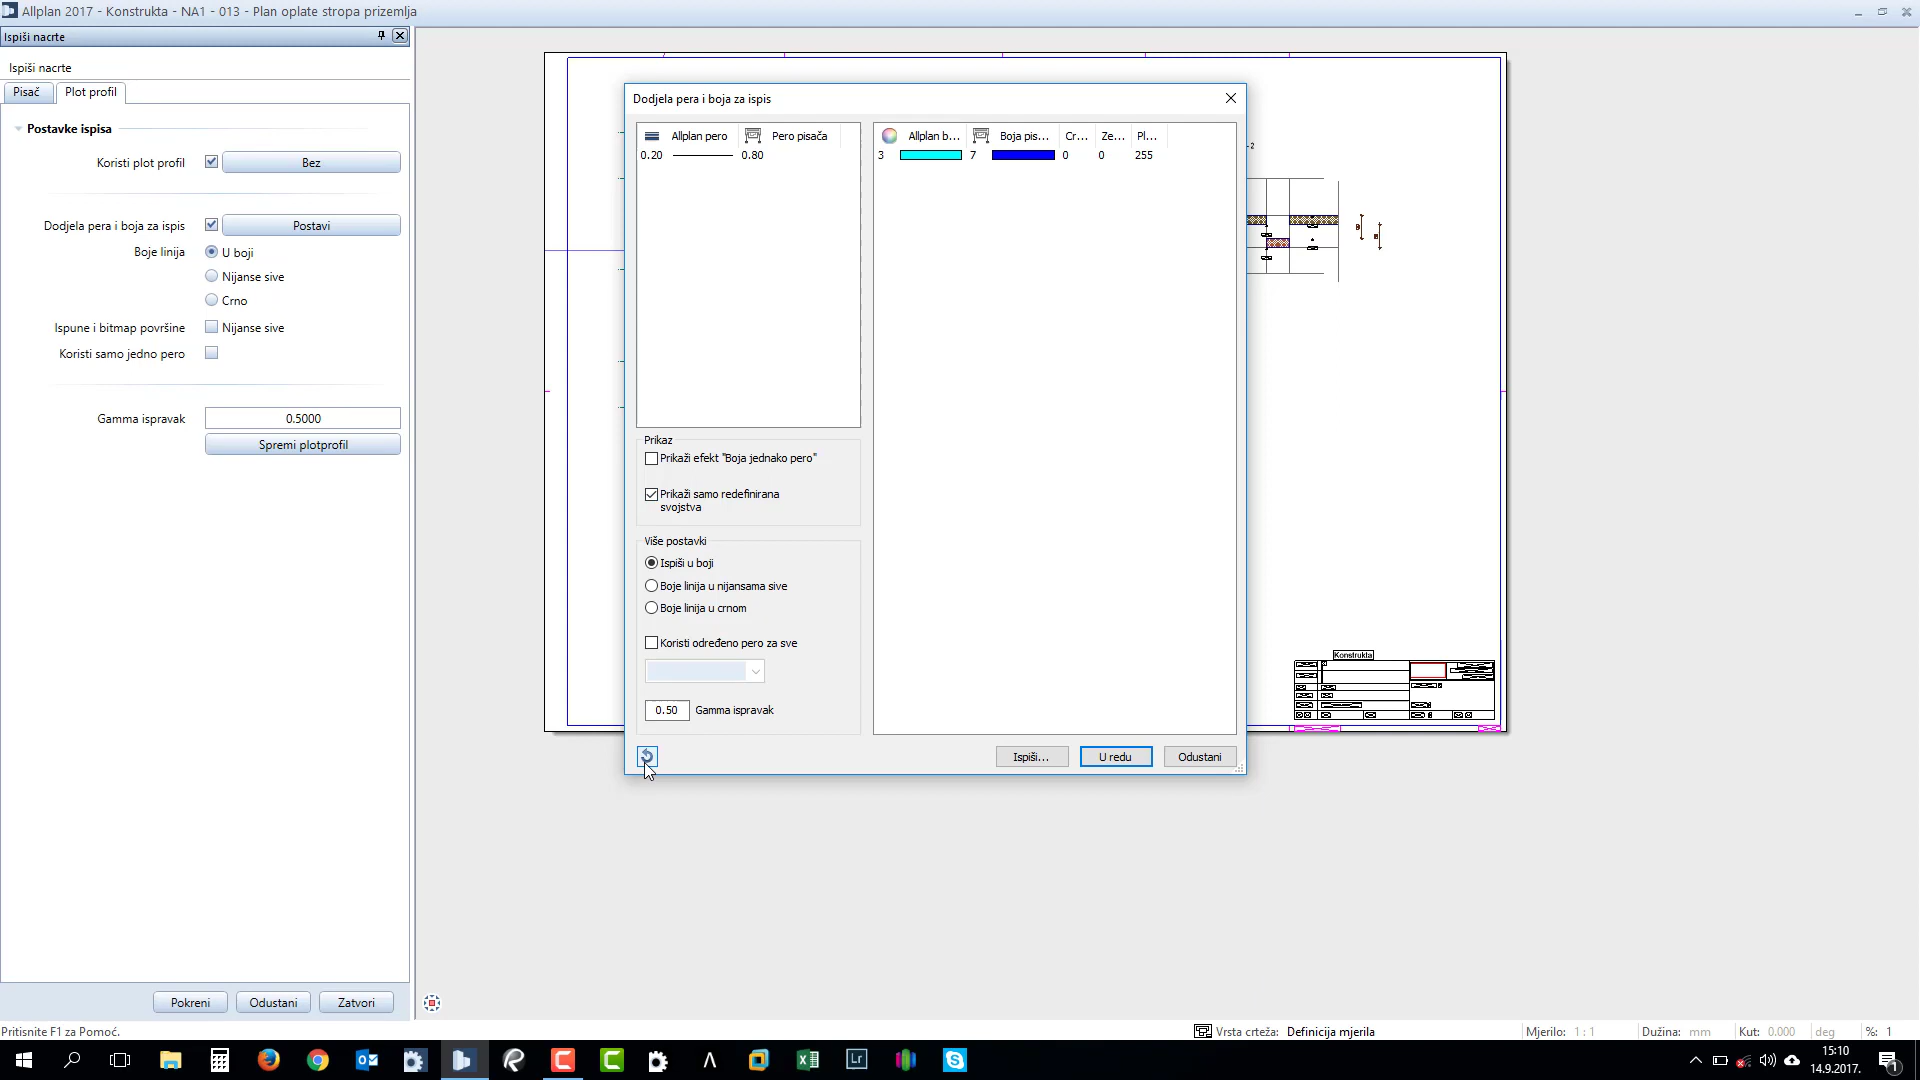 Allplan 2017 - Konstrukta - NA1 - 013 - Plan oplate stropa prizemlja
Ispiši nacrte
Ispiši nacrte
Pisač
Plot profil
Postavke ispisa
Koristi plot profil
Bez
Dodjela pera i boja za ispis
Postavi
Boje linija
U boji
Nijanse sive
Crno
Ispune i bitmap površine
Nijanse sive
Koristi samo jedno pero
Gamma ispravak
0.5000
Spremi plotprofil
Pokreni
Odustani
Zatvori
Dodjela pera i boja za ispis
Allplan pero
Pero pisača
0.20
0.80
Allplan b...
Boja pis...
Cr...
Ze...
Pl...
3
7
0
0
255
Prikaz
Prikaži efekt "Boja jednako pero"
Prikaži samo redefinirana
svojstva
Više postavki
Ispiši u boji
Boje linija u nijansama sive
Boje linija u crnom
Koristi određeno pero za sve
0.50
Gamma ispravak
Ispiši...
U redu
Odustani
Konstrukta
Pritisnite F1 za Pomoć.
Vrsta crteža:
Definicija mjerila
Mjerilo:
1 : 1
Dužina:
mm
Kut:
0.000
deg
%:
1
15:10
14.9.2017.
1